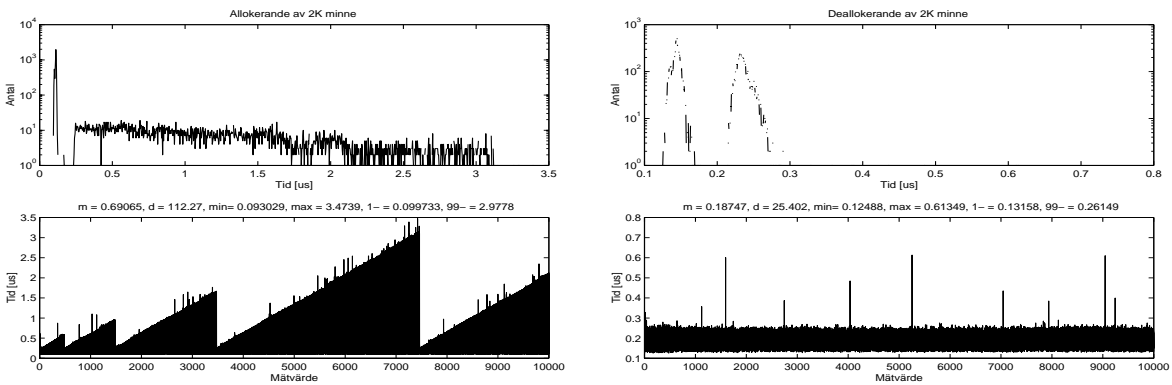 Allokerande av 2K minne
10^4
10^3
10^2
10^1
10^0
Antal
0 0.5 1 1.5 2 2.5 3 3.5
Tid [us]
m = 0.69065, d = 112.27, min= 0.093029, max = 3.4739, 1− = 0.099733, 99− = 2.9778
3.5
3
2.5
2
1.5
1
0.5
0
Tid [us]
0 1000 2000 3000 4000 5000 6000 7000 8000 9000 10000
Mätvärde
Deallokerande av 2K minne
10^3
10^2
10^1
10^0
Antal
0.1 0.2 0.3 0.4 0.5 0.6 0.7 0.8
Tid [us]
m = 0.18747, d = 25.402, min= 0.12488, max = 0.61349, 1− = 0.13158, 99− = 0.26149
0.8
0.7
0.6
0.5
0.4
0.3
0.2
0.1
Tid [us]
0 1000 2000 3000 4000 5000 6000 7000 8000 9000 10000
Mätvärde